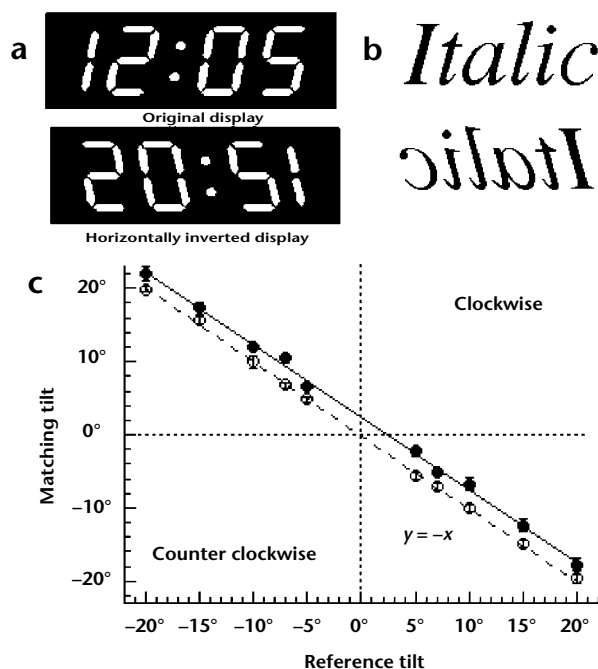 a
12:05
Original display
20:51
Horizontally inverted display
b
Italic
Italic
c
Clockwise
Counter clockwise
y = –x
Matching tilt
20°
10°
0°
–10°
–20°
–20° –15° –10° –5° 0° 5° 10° 15° 20°
Reference tilt